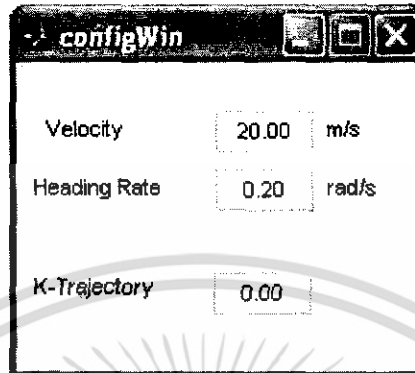 configWin
Velocity 20.00 m/s
Heading Rate 0.20 rad/s
K-Trajectory 0.00